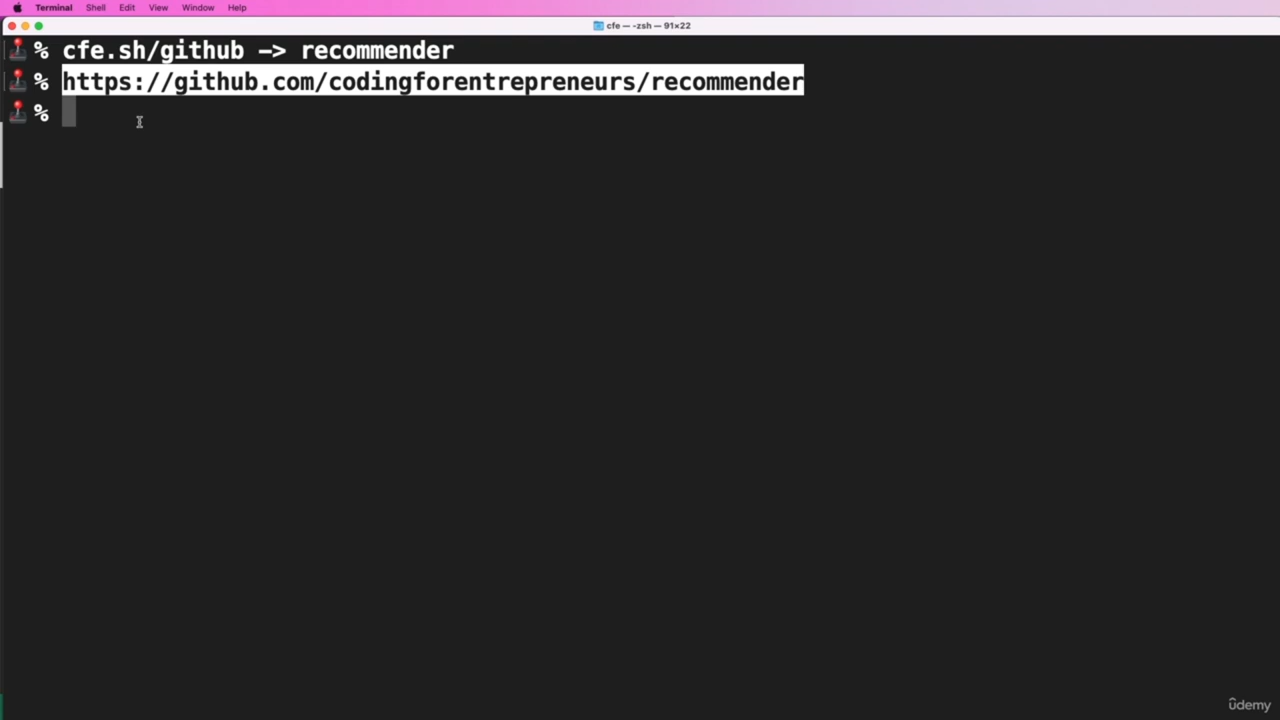 Terminal Shell Edit View Window Help
cfe — -zsh — 91×22
% cfe.sh/github -> recommender
% https://github.com/codingforentrepreneurs/recommender
%
ûdemy